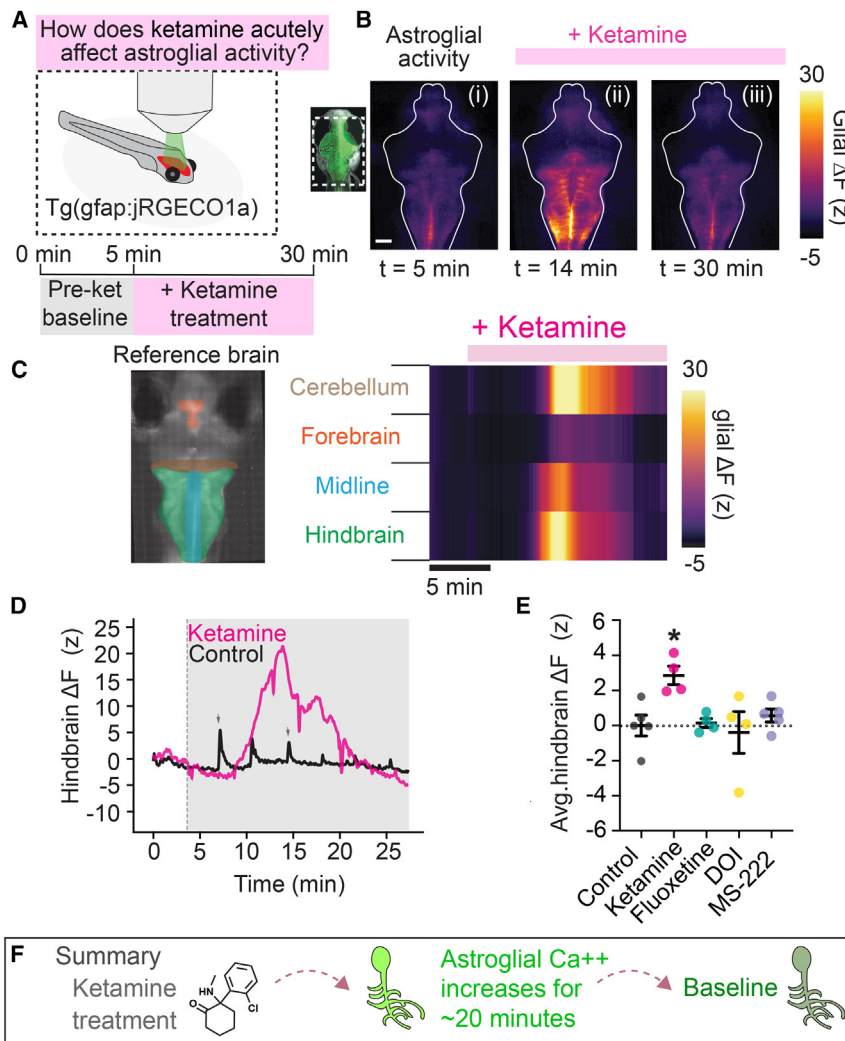 A
How does ketamine acutely
affect astroglial activity?
Tg(gfap:jRGECO1a)
0 min
5 min
30 min
Pre-ket
baseline
+ Ketamine
treatment
B
Astroglial
activity
+ Ketamine
(i)
(ii)
(iii)
t = 5 min
t = 14 min
t = 30 min
30
Glial ΔF (z)
-5
C
Reference brain
+ Ketamine
Cerebellum
Forebrain
Midline
Hindbrain
5 min
30
glial ΔF (z)
-5
D
Hindbrain ΔF (z)
25
20
15
10
5
0
-5
-10
Ketamine
Control
0
5
10
15
20
25
Time (min)
E
Avg.hindbrain ΔF (z)
6
4
2
0
-2
-4
-6
*
Control
Ketamine
Fluoxetine
DOI
MS-222
F
Summary
Ketamine
treatment
HN
O
Cl
Astroglial Ca++
increases for
~20 minutes
Baseline